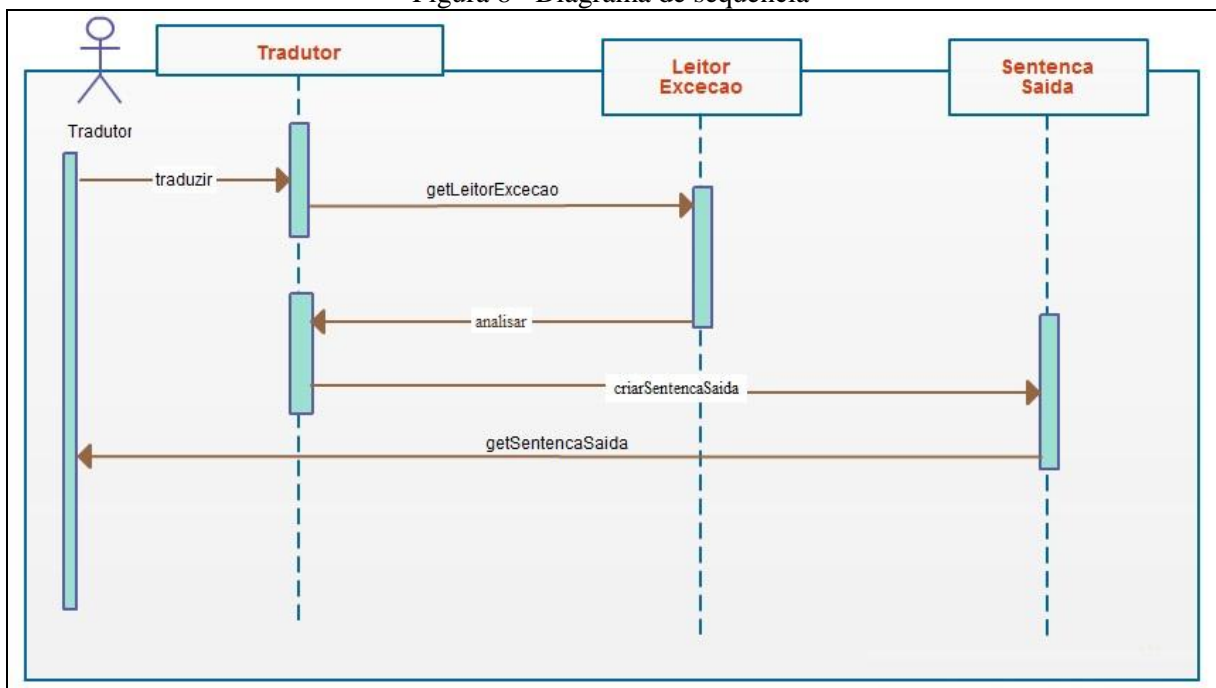 Figura 8 - Diagrama de sequência
Tradutor
Leitor
Excecao
Sentenca
Saida
Tradutor
traduzir
getLeitorExcecao
analisar
criarSentencaSaida
getSentencaSaida